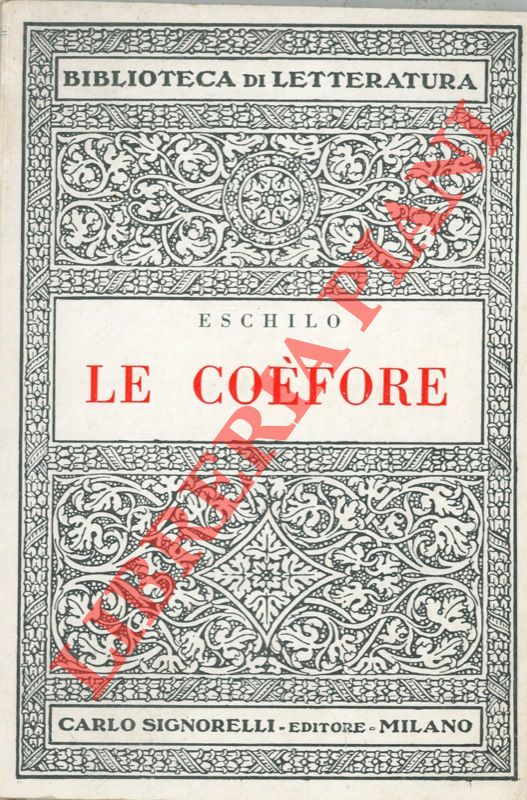 BIBLIOTECA DI LETTERATURA
ESCHILO
LE COÈFORE
CARLO SIGNORELLI - EDITORE - MILANO
LIBRERIA PIANI